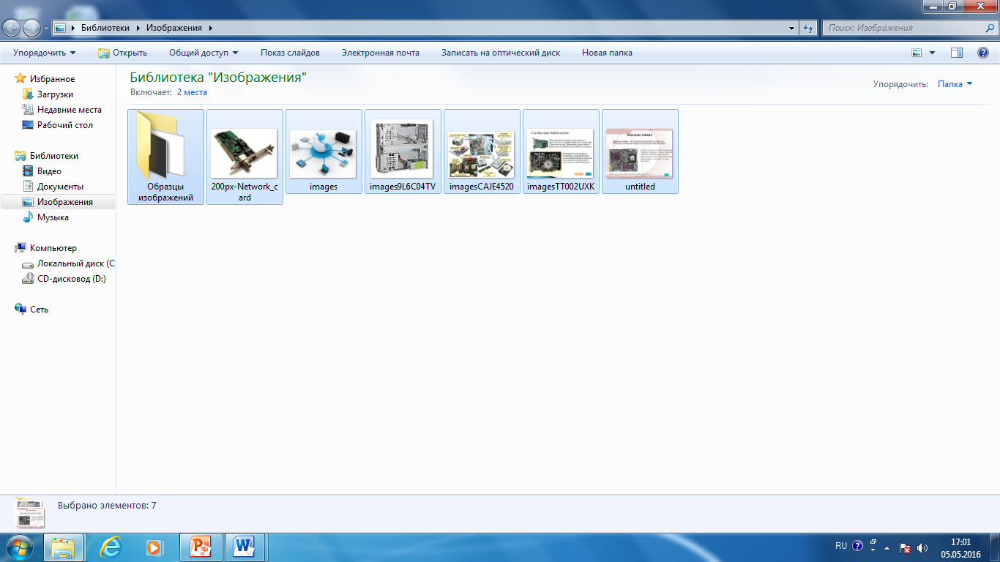 Библиотеки
Изображения
Поиск: Изображения
Упорядочить
Открыть
Общий доступ
Показ слайдов
Электронная почта
Записать на оптический диск
Новая папка
Избранное
Загрузки
Недавние места
Рабочий стол
Библиотеки
Видео
Документы
Изображения
Музыка
Компьютер
Локальный диск (C
CD-дисковод (D:)
Сеть
Библиотека "Изображения"
Включает: 2 места
Упорядочить: Папка
Образцы
изображений
200px-Network_c
ard
images
images9L6C04TV
imagesCAJE4520
imagesTT002UXK
untitled
Выбрано элементов: 7
RU
17:01
05.05.2016